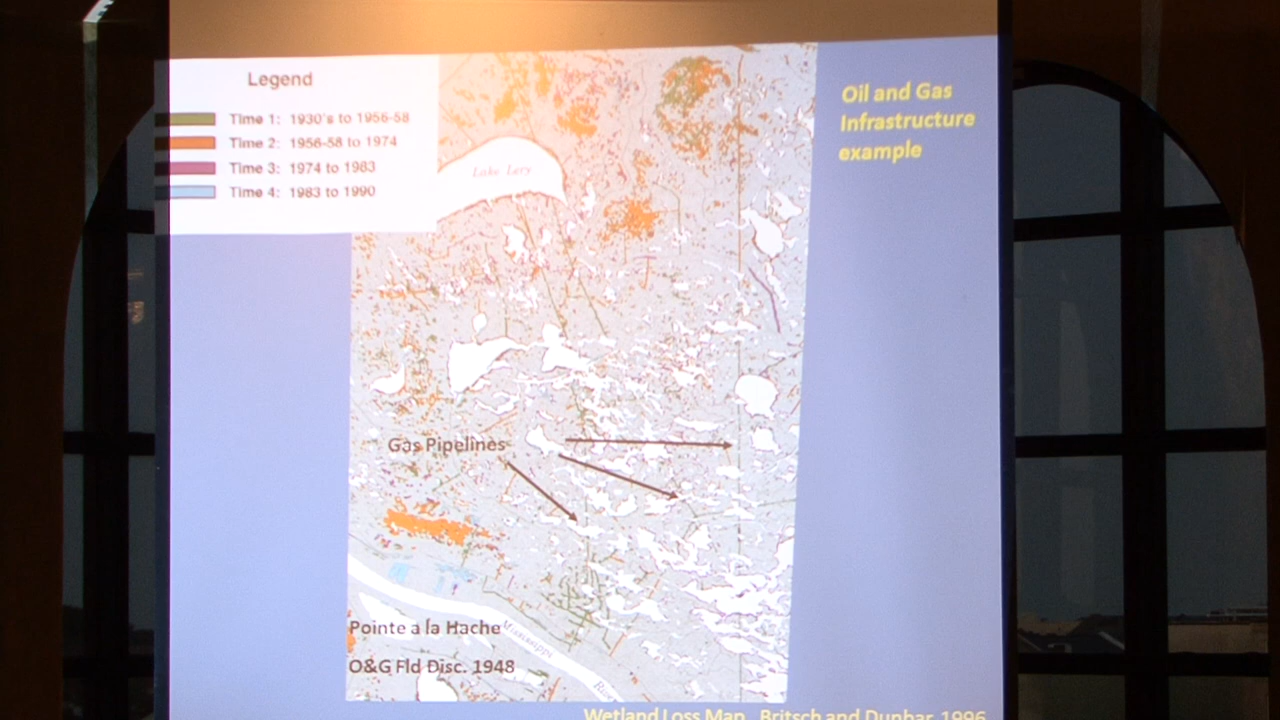 Legend
Time 1: 1930's to 1956-58
Time 2: 1956-58 to 1974
Time 3: 1974 to 1983
Time 4: 1983 to 1990
Oil and Gas
Infrastructure
example
Lake Lery
Gas Pipelines
Pointe a la Hache
Mississippi
River
O&G Fld Disc. 1948
Wetland Loss Map Britsch and Dunbar, 1996